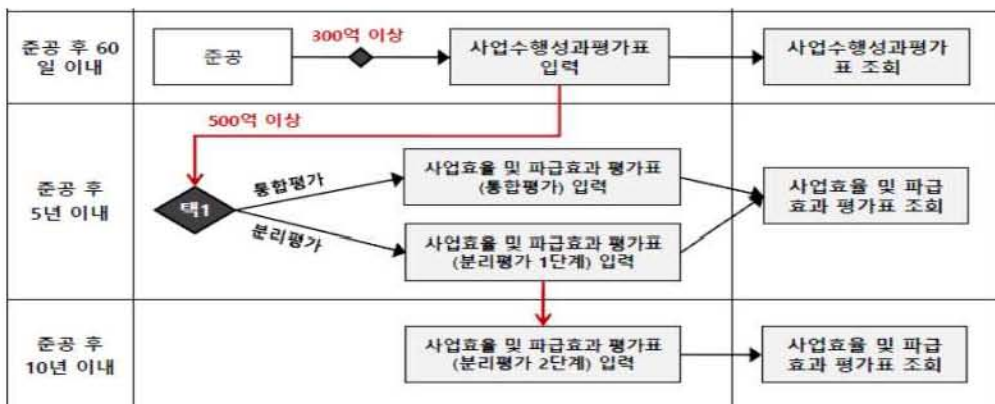 준공 후 60
일 이내
준공
300억 이상
사업수행성과평가표
입력
사업수행성과평가
표 조회
준공 후
5년 이내
500억 이상
택1
통합평가
분리평가
사업효율 및 파급효과 평가표
(통합평가) 입력
사업효율 및 파급효과 평가표
(분리평가 1단계) 입력
사업효율 및 파급
효과 평가표 조회
준공 후
10년 이내
사업효율 및 파급효과 평가표
(분리평가 2단계) 입력
사업효율 및 파급
효과 평가표 조회